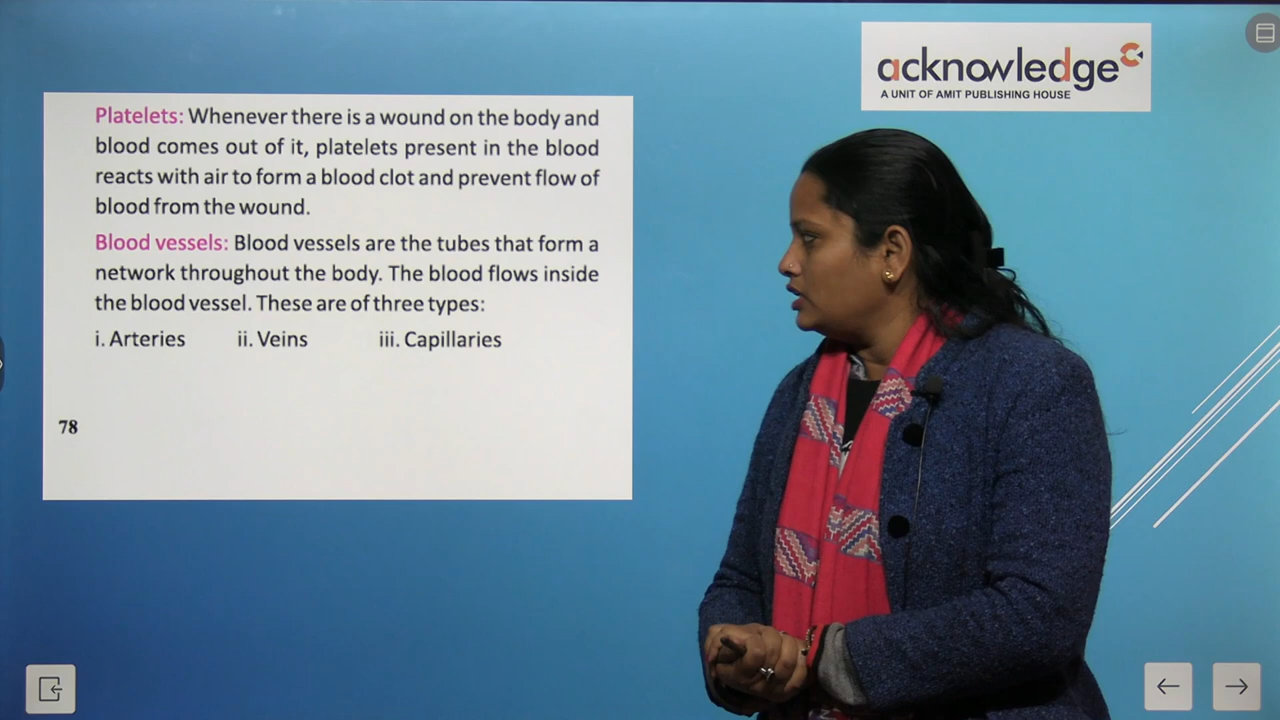 acknowledge
A UNIT OF AMIT PUBLISHING HOUSE
Platelets: Whenever there is a wound on the body and
blood comes out of it, platelets present in the blood
reacts with air to form a blood clot and prevent flow of
blood from the wound.
Blood vessels: Blood vessels are the tubes that form a
network throughout the body. The blood flows inside
the blood vessel. These are of three types:
i. Arteries ii. Veins iii. Capillaries
78